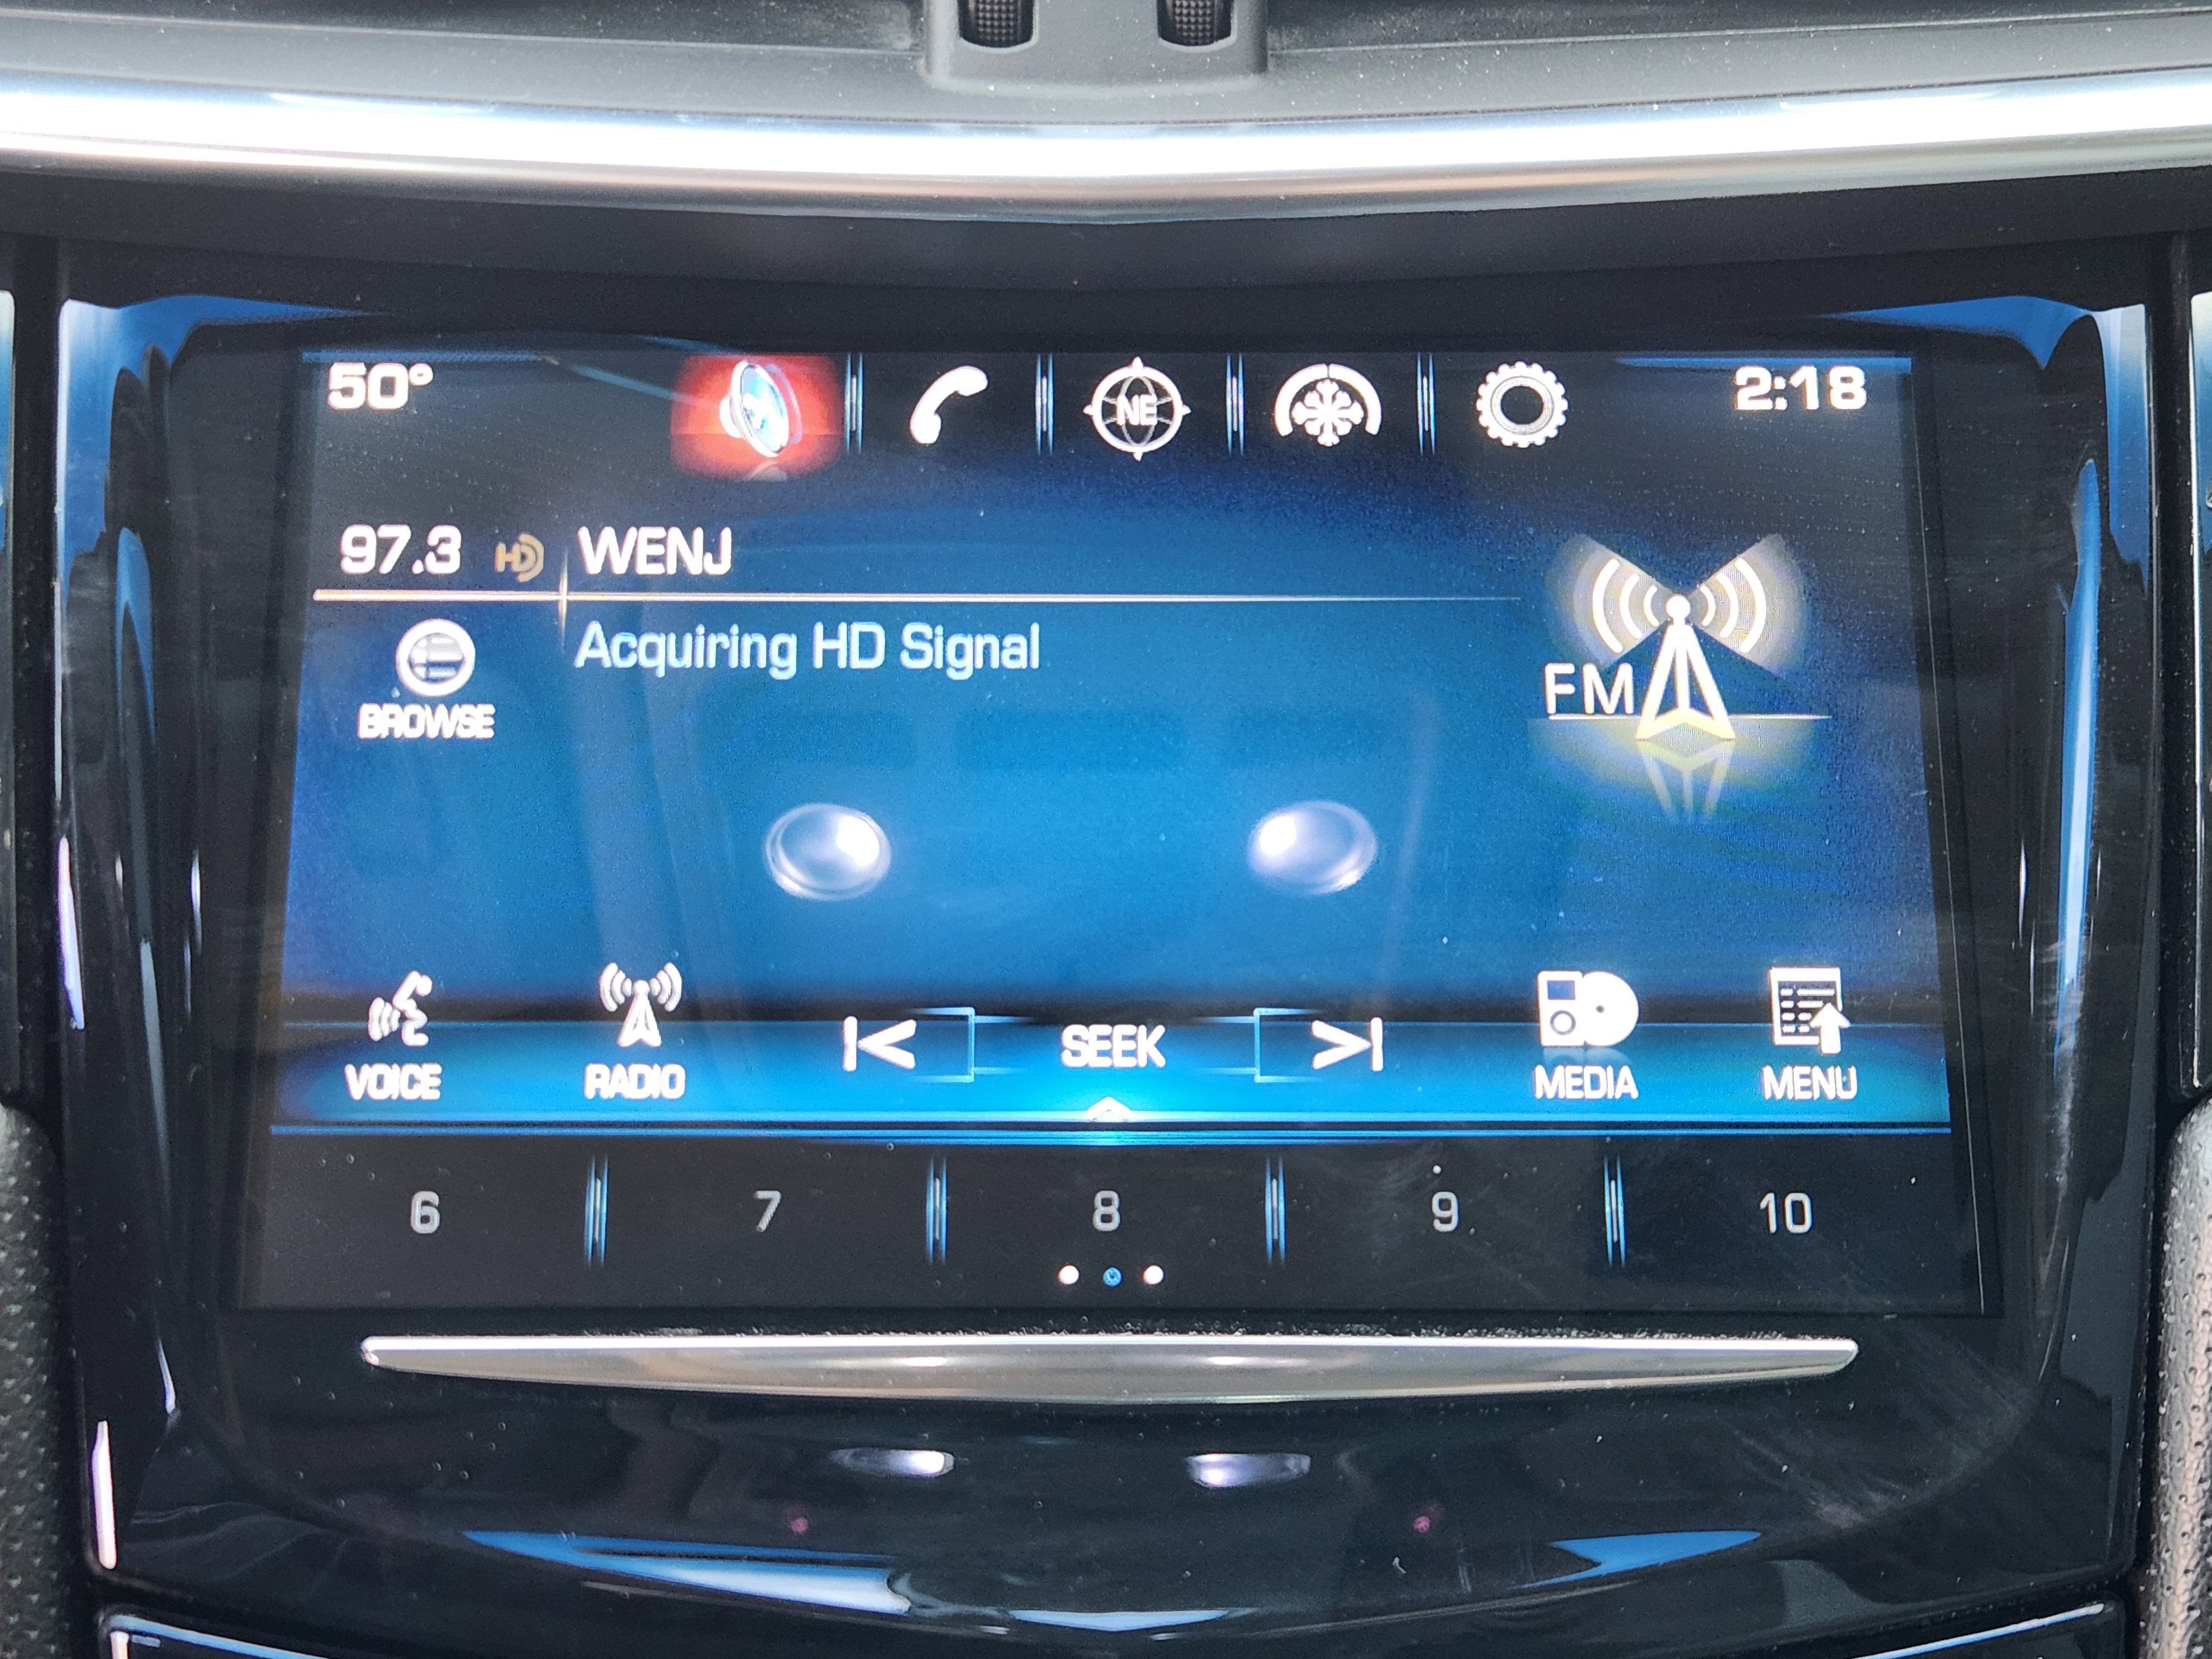 50°
NE
2:18
97.3 HD WENJ
Acquiring HD Signal
BROWSE
FM
VOICE
RADIO
SEEK
MEDIA
MENU
6
7
8
9
10